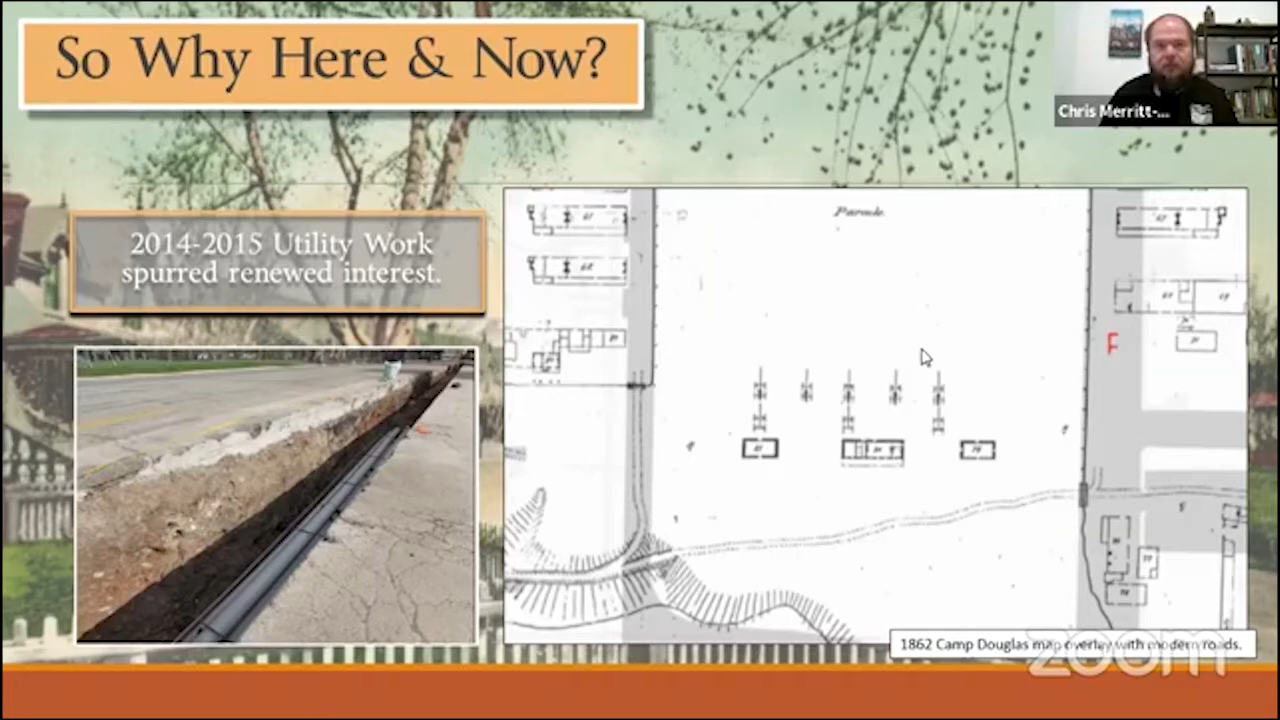 So Why Here & Now?
Chris Merritt-...
2014-2015 Utility Work
spurred renewed interest.
Parade.
F
1862 Camp Douglas map overlay with modern roads.
zoom